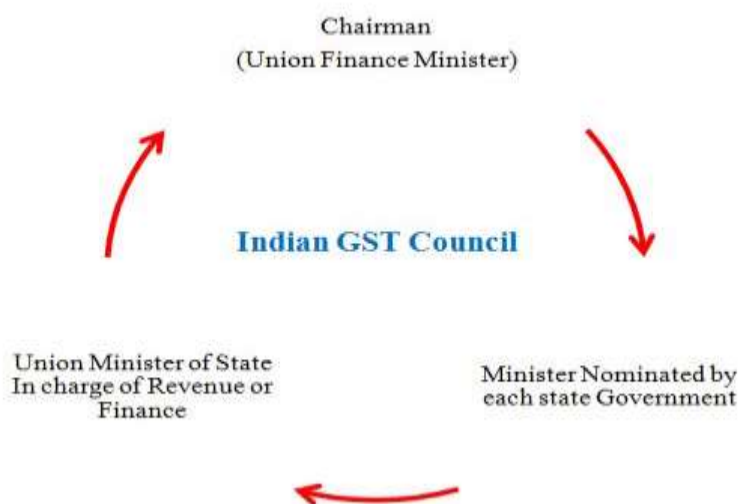 Chairman
(Union Finance Minister)
Indian GST Council
Union Minister of State
In charge of Revenue or
Finance
Minister Nominated by
each state Government